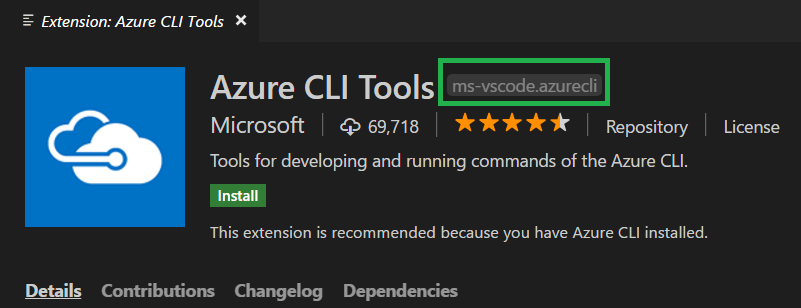 Extension: Azure CLI Tools
Azure CLI Tools ms-vscode.azurecli
Microsoft 69,718 Repository License
Tools for developing and running commands of the Azure CLI.
Install
This extension is recommended because you have Azure CLI installed.
Details Contributions Changelog Dependencies